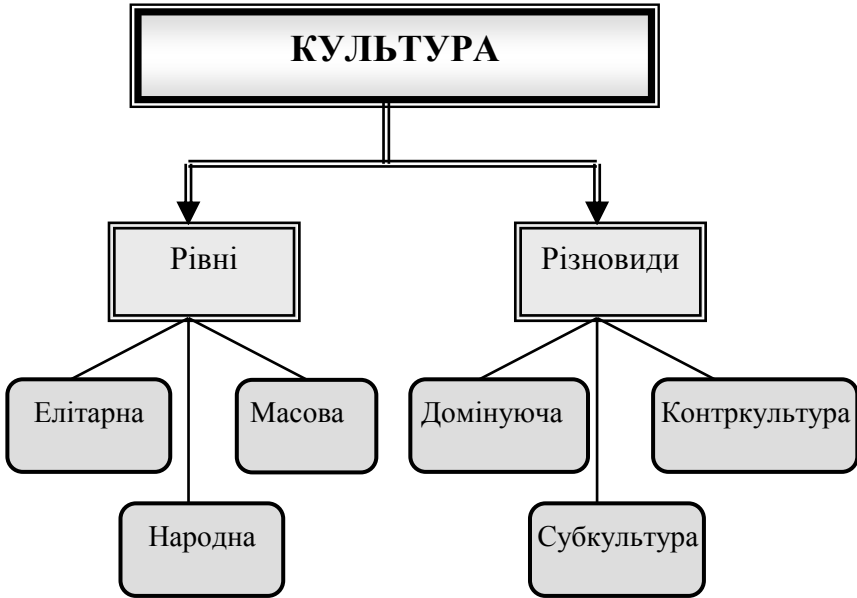 КУЛЬТУРА
Рівні
Різновиди
Елітарна
Масова
Домінуюча
Контркультура
Народна
Субкультура